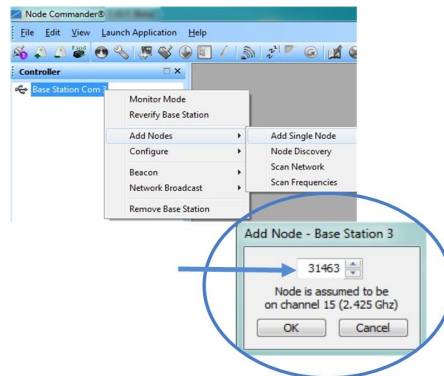 Node Commander®
File Edit View Launch Application Help
Controller
Base Station Com 3
Monitor Mode
Reverify Base Station
Add Nodes
Configure
Beacon
Network Broadcast
Remove Base Station
Add Single Node
Node Discovery
Scan Network
Scan Frequencies
Add Node - Base Station 3
31463
Node is assumed to be
on channel 15 (2.425 Ghz)
OK Cancel